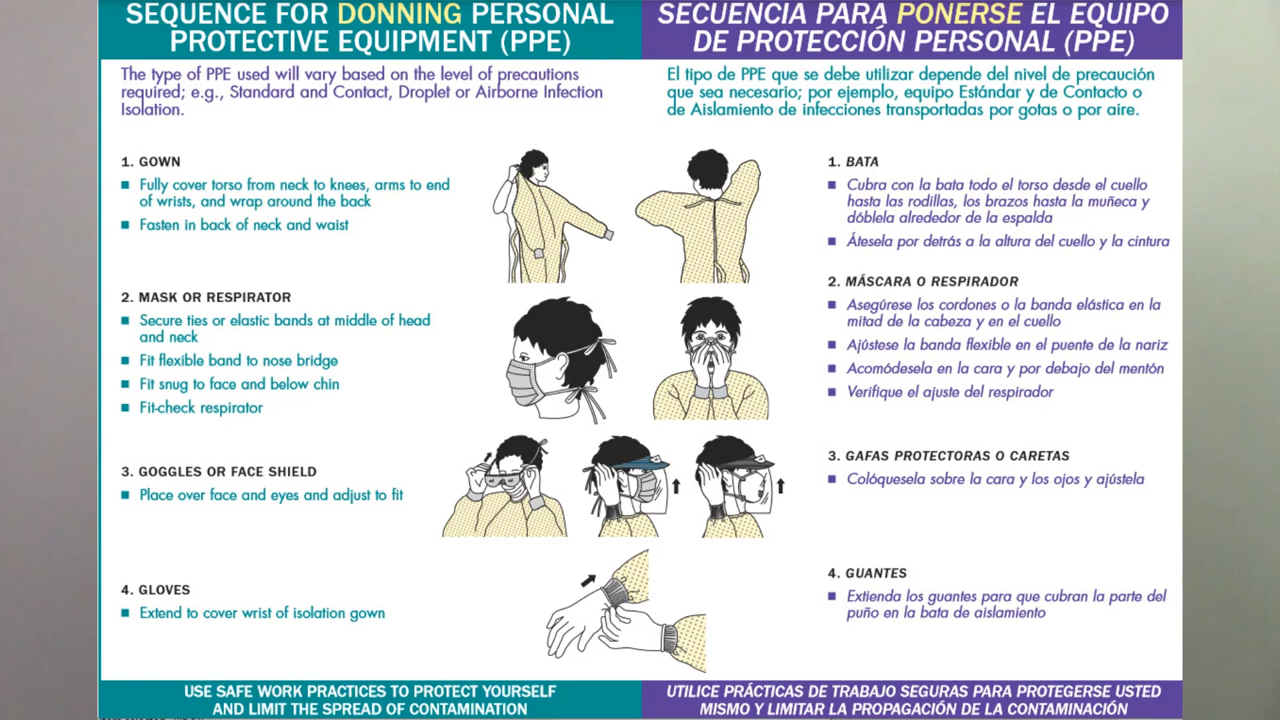 SEQUENCE FOR DONNING PERSONAL
PROTECTIVE EQUIPMENT (PPE)
The type of PPE used will vary based on the level of precautions
required; e.g., Standard and Contact, Droplet or Airborne Infection
Isolation.
1. GOWN
Fully cover torso from neck to knees, arms to end
of wrists, and wrap around the back
Fasten in back of neck and waist
2. MASK OR RESPIRATOR
Secure ties or elastic bands at middle of head
and neck
Fit flexible band to nose bridge
Fit snug to face and below chin
Fit-check respirator
3. GOGGLES OR FACE SHIELD
Place over face and eyes and adjust to fit
4. GLOVES
Extend to cover wrist of isolation gown
USE SAFE WORK PRACTICES TO PROTECT YOURSELF
AND LIMIT THE SPREAD OF CONTAMINATION
SECUENCIA PARA PONERSE EL EQUIPO
DE PROTECCIÓN PERSONAL (PPE)
El tipo de PPE que se debe utilizar depende del nivel de precaución
que sea necesario; por ejemplo, equipo Estándar y de Contacto o
de Aislamiento de infecciones transportadas por gotas o por aire.
1. BATA
Cubra con la bata todo el torso desde el cuello
hasta las rodillas, los brazos hasta la muñeca y
dóblela alrededor de la espalda
Átesela por detrás a la altura del cuello y la cintura
2. MÁSCARA O RESPIRADOR
Asegúrese los cordones o la banda elástica en la
mitad de la cabeza y en el cuello
Ajústese la banda flexible en el puente de la nariz
Acomódesela en la cara y por debajo del mentón
Verifique el ajuste del respirador
3. GAFAS PROTECTORAS O CARETAS
Colóquesela sobre la cara y los ojos y ajústela
4. GUANTES
Extienda los guantes para que cubran la parte del
puño en la bata de aislamiento
UTILICE PRÁCTICAS DE TRABAJO SEGURAS PARA PROTEGERSE USTED
MISMO Y LIMITAR LA PROPAGACIÓN DE LA CONTAMINACIÓN